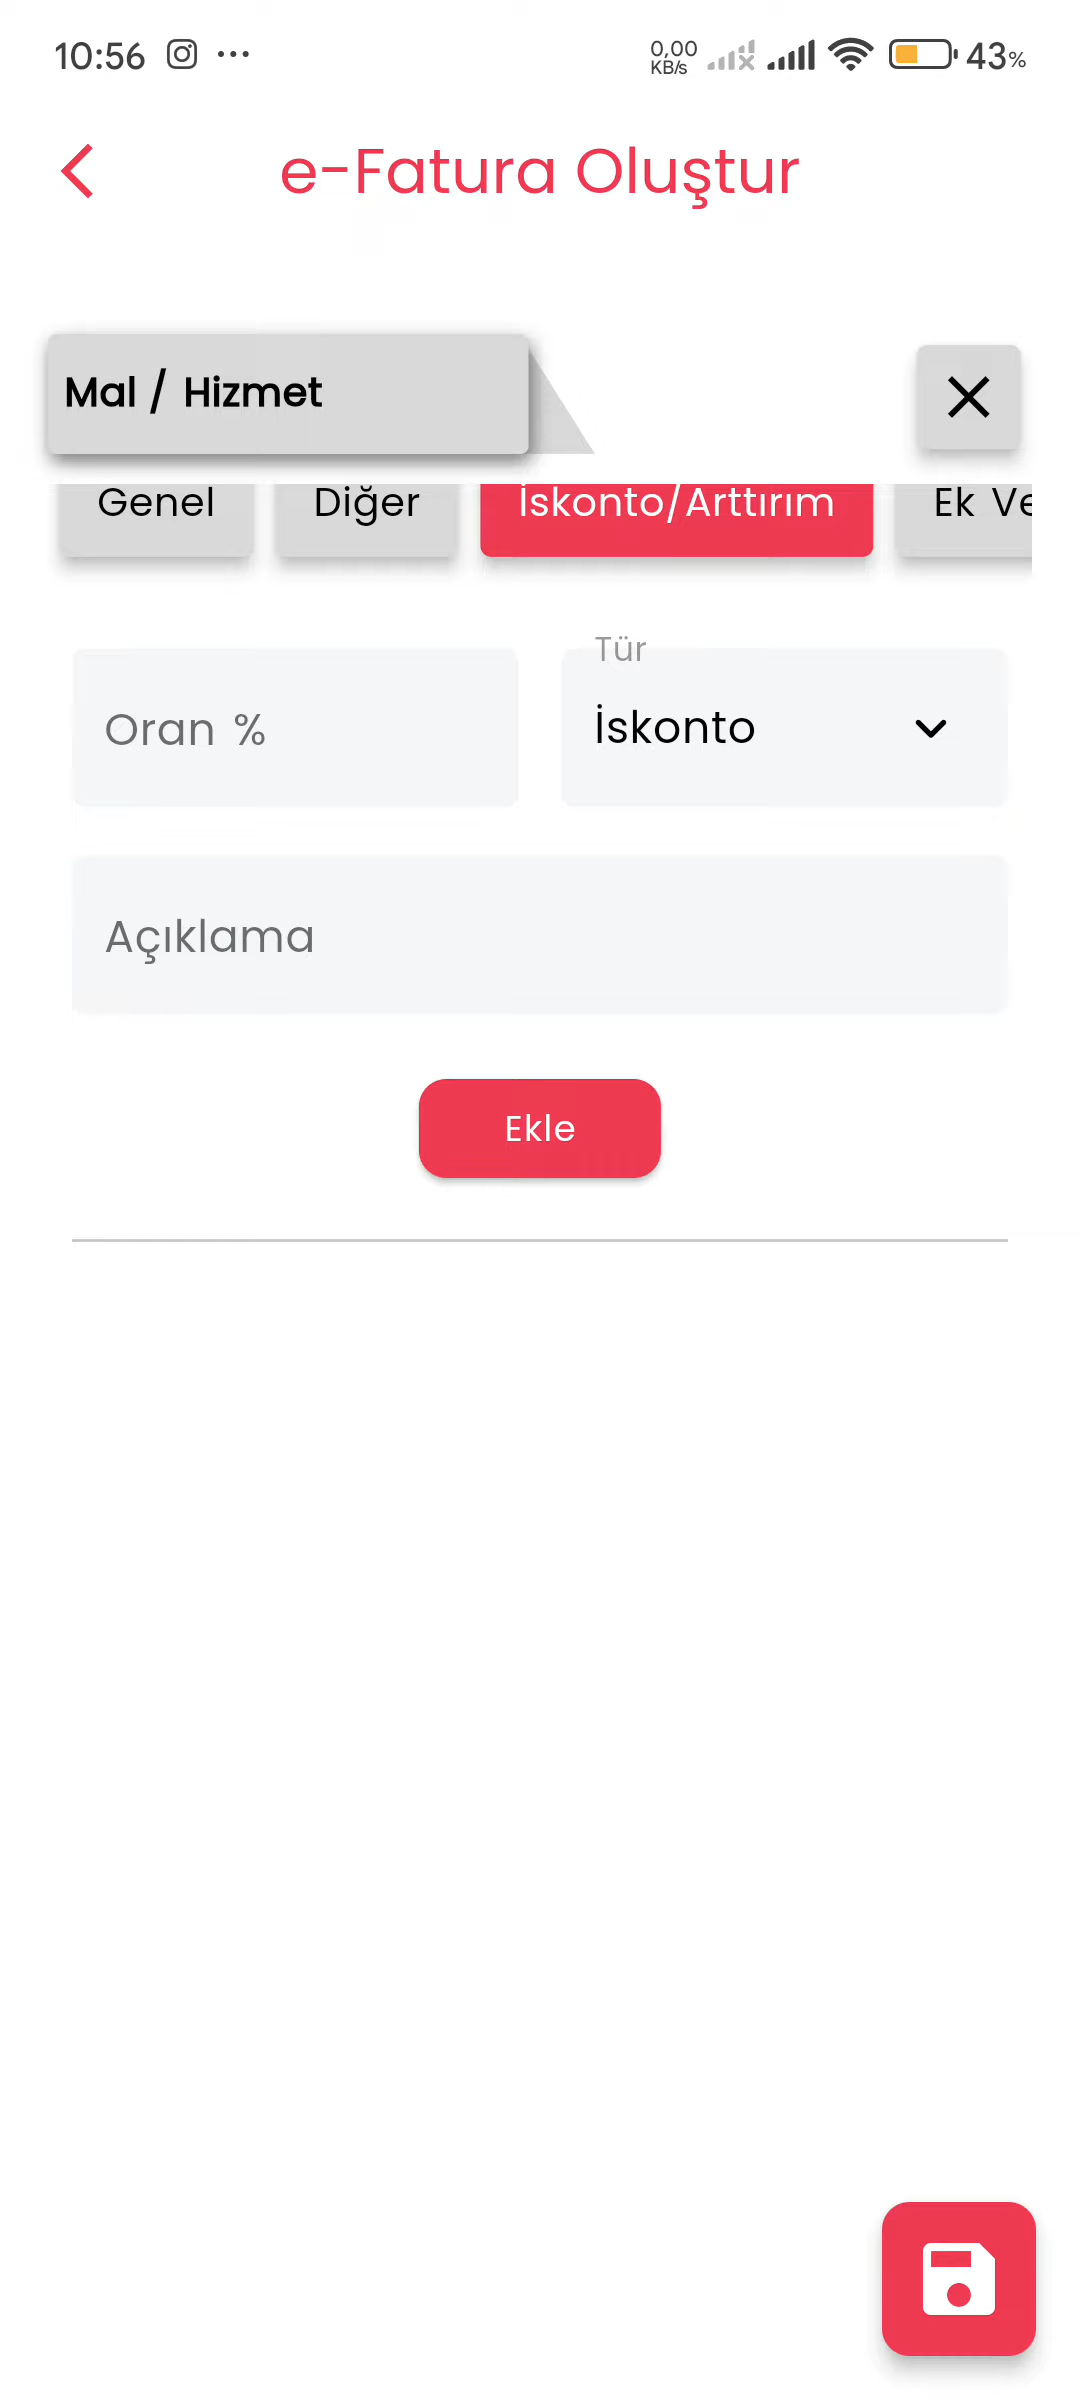 10:56
0,00
KB/s
43%
e-Fatura Oluştur
Mal / Hizmet
Genel Diğer İskonto/Arttırım Ek Ve
Tür
Oran % İskonto
Açıklama
Ekle